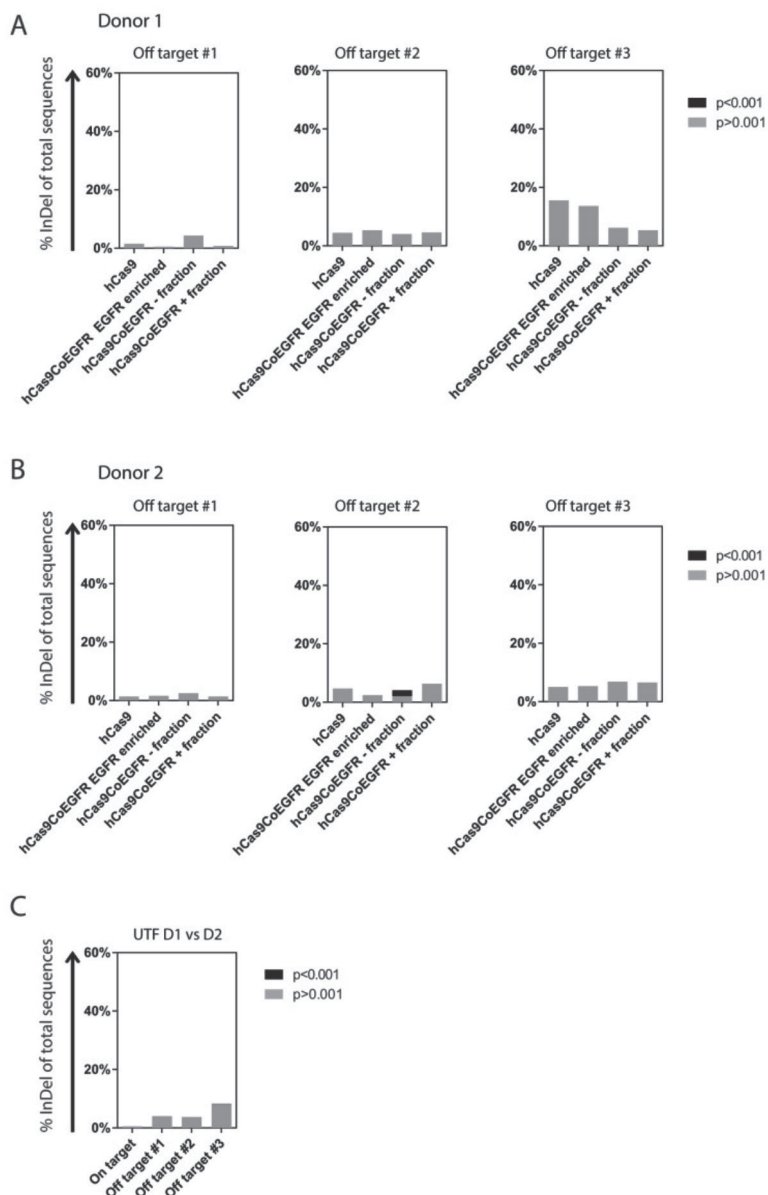 A
Donor 1
Off target #1
% InDel of total sequences
60%
40%
20%
0%
hCas9
hCas9CoEGFR EGFR enriched
hCas9CoEGFR - fraction
hCas9CoEGFR + fraction
Off target #2
60%
40%
20%
0%
hCas9
hCas9CoEGFR EGFR enriched
hCas9CoEGFR - fraction
hCas9CoEGFR + fraction
Off target #3
60%
40%
20%
0%
hCas9
hCas9CoEGFR EGFR enriched
hCas9CoEGFR - fraction
hCas9CoEGFR + fraction
p<0.001
p>0.001
B
Donor 2
Off target #1
% InDel of total sequences
60%
40%
20%
0%
hCas9
hCas9CoEGFR EGFR enriched
hCas9CoEGFR - fraction
hCas9CoEGFR + fraction
Off target #2
60%
40%
20%
0%
hCas9
hCas9CoEGFR EGFR enriched
hCas9CoEGFR - fraction
hCas9CoEGFR + fraction
Off target #3
60%
40%
20%
0%
hCas9
hCas9CoEGFR EGFR enriched
hCas9CoEGFR - fraction
hCas9CoEGFR + fraction
p<0.001
p>0.001
C
UTF D1 vs D2
% InDel of total sequences
60%
40%
20%
0%
On target
Off target #1
Off target #2
Off target #3
p<0.001
p>0.001